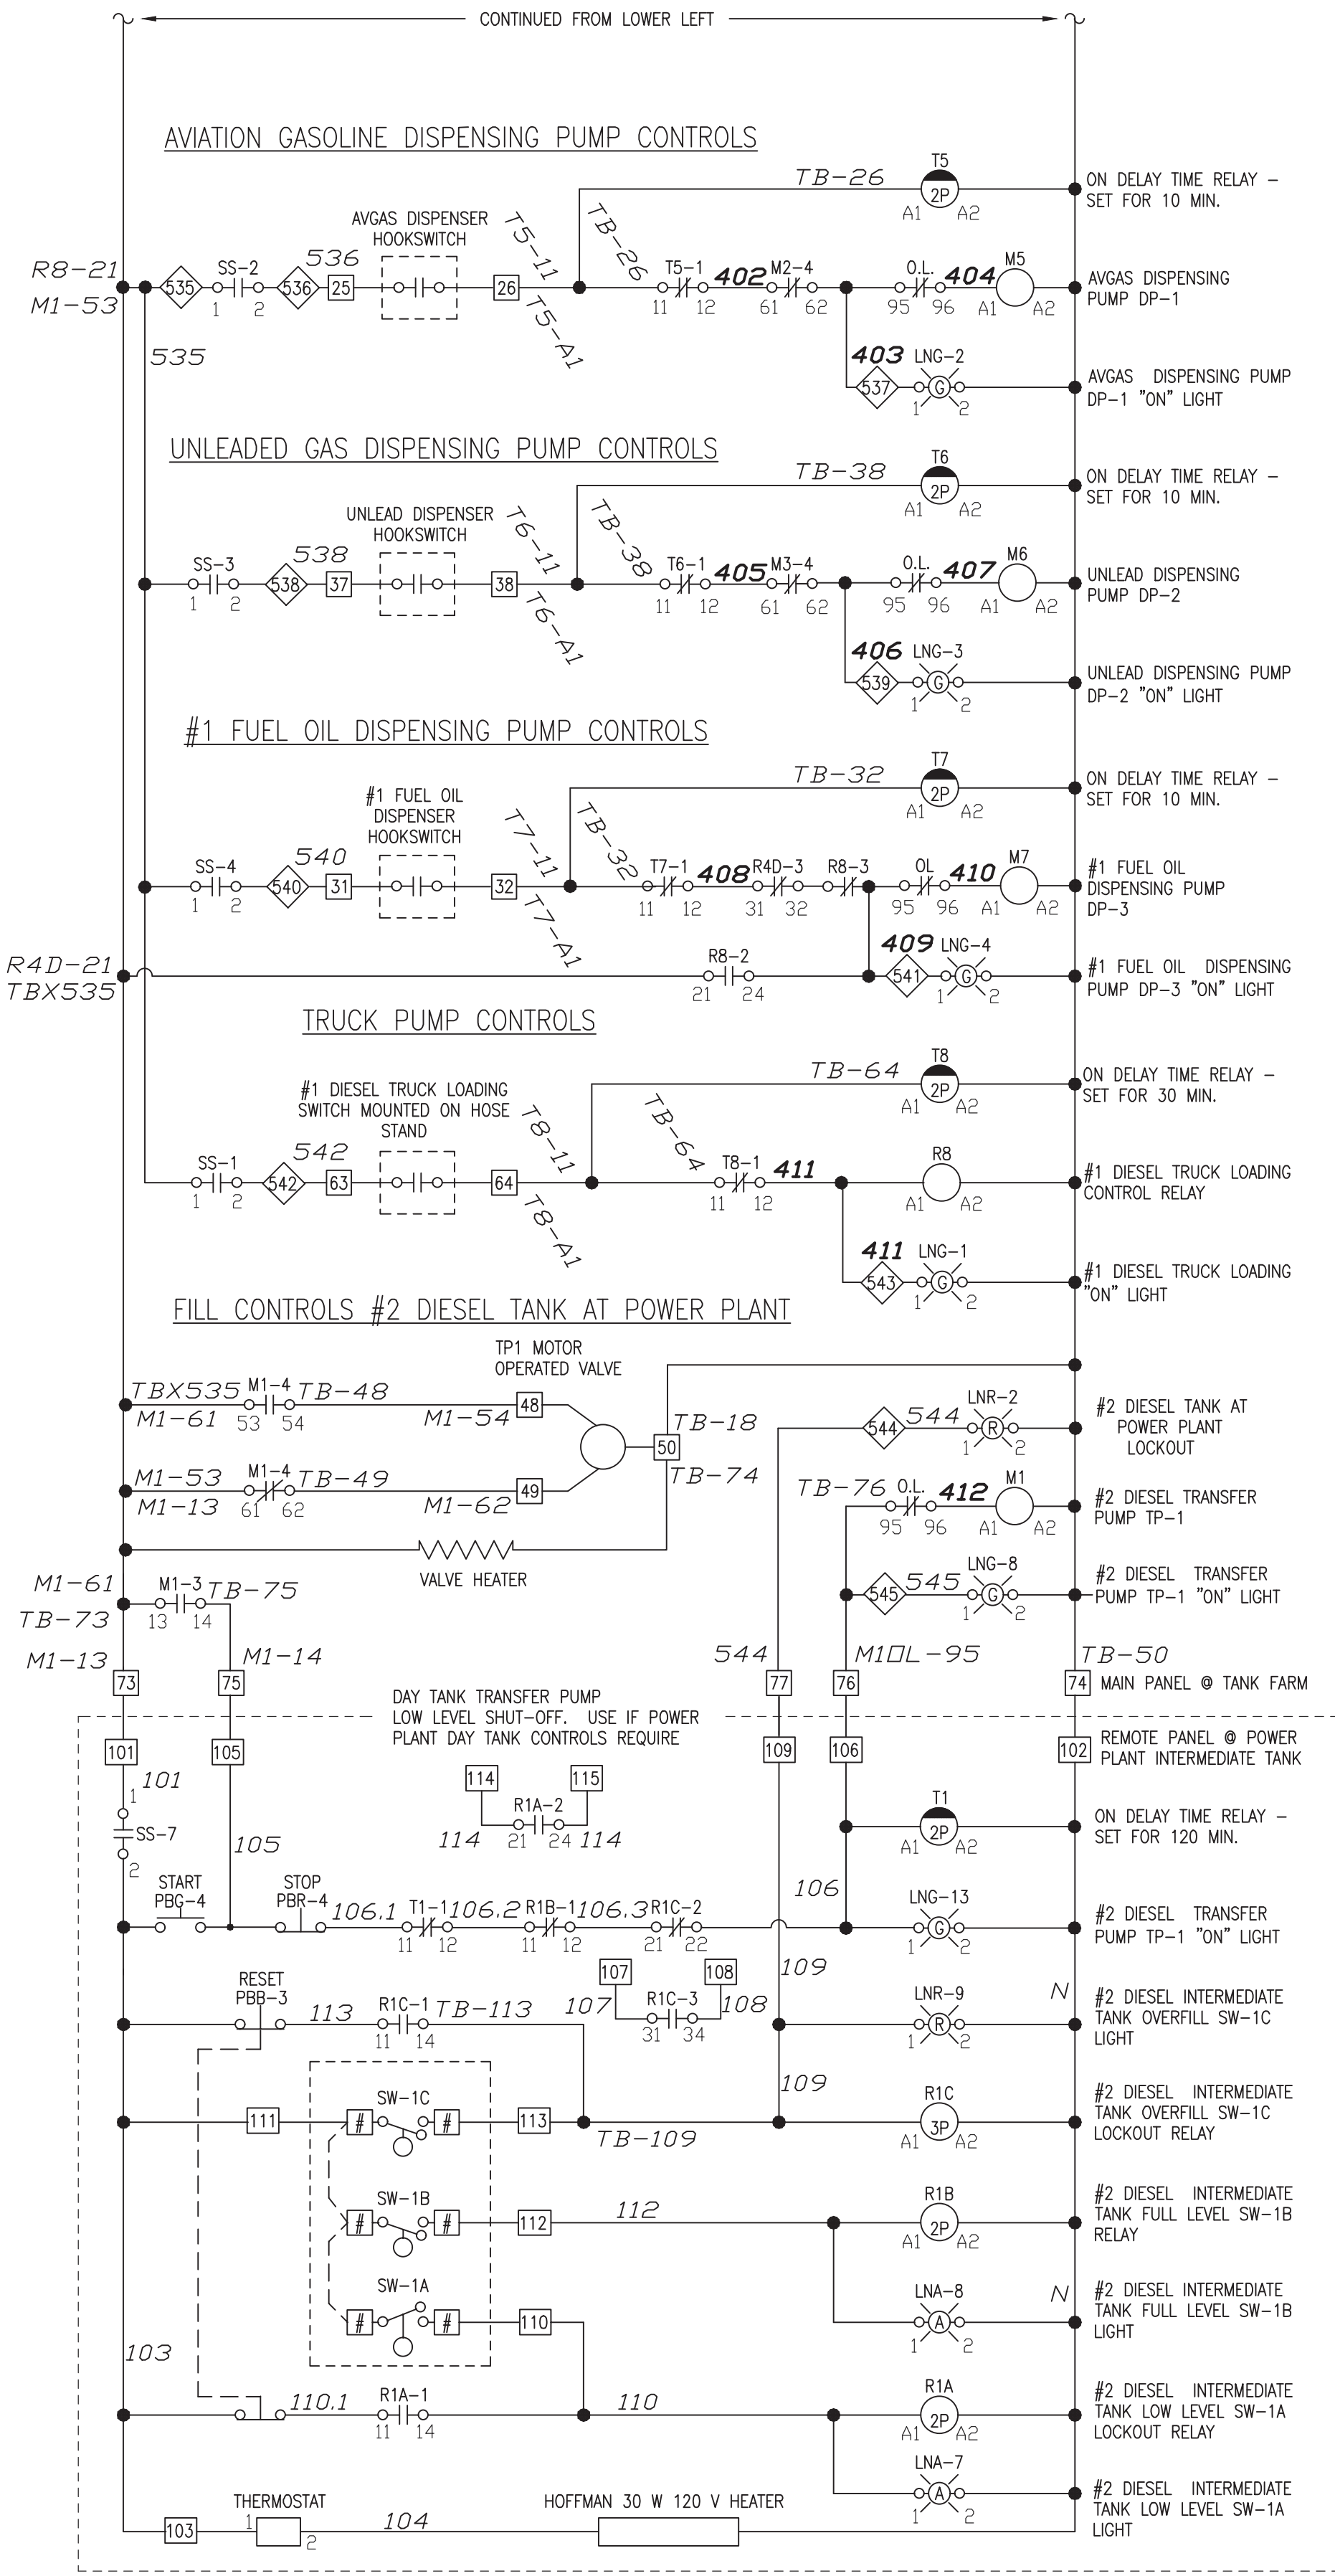 CONTINUED FROM LOWER LEFT
AVIATION GASOLINE DISPENSING PUMP CONTROLS
T5
TB-26
2P
A1 A2
ON DELAY TIME RELAY –
SET FOR 10 MIN.
AVGAS DISPENSER
HOOKSWITCH
T5-11
TB-26
R8-21
M1-53
535
SS-2
1 2
536
536
25
26
T5-A1
T5-1
11 12
402
M2-4
61 62
O.L.
95 96
404
M5
A1 A2
AVGAS DISPENSING
PUMP DP-1
535
403
537
LNG-2
G
1 2
AVGAS DISPENSING PUMP
DP-1 "ON" LIGHT
UNLEADED GAS DISPENSING PUMP CONTROLS
T6
TB-38
2P
A1 A2
ON DELAY TIME RELAY –
SET FOR 10 MIN.
UNLEAD DISPENSER
HOOKSWITCH
T6-11
TB-38
SS-3
1 2
538
538
37
38
T6-A1
T6-1
11 12
405
M3-4
61 62
O.L.
95 96
407
M6
A1 A2
UNLEAD DISPENSING
PUMP DP-2
406
539
LNG-3
G
1 2
UNLEAD DISPENSING PUMP
DP-2 "ON" LIGHT
#1 FUEL OIL DISPENSING PUMP CONTROLS
T7
TB-32
2P
A1 A2
ON DELAY TIME RELAY –
SET FOR 10 MIN.
#1 FUEL OIL
DISPENSER
HOOKSWITCH
T7-11
TB-32
SS-4
1 2
540
540
31
32
T7-A1
T7-1
11 12
408
R4D-3
31 32
R8-3
OL
95 96
410
M7
A1 A2
#1 FUEL OIL
DISPENSING PUMP
DP-3
R4D-21
TBX535
R8-2
21 24
409
541
LNG-4
G
1 2
#1 FUEL OIL DISPENSING
PUMP DP-3 "ON" LIGHT
TRUCK PUMP CONTROLS
T8
TB-64
2P
A1 A2
ON DELAY TIME RELAY –
SET FOR 30 MIN.
#1 DIESEL TRUCK LOADING
SWITCH MOUNTED ON HOSE
STAND
T8-11
TB-64
SS-1
1 2
542
542
63
64
T8-A1
T8-1
11 12
411
R8
A1 A2
#1 DIESEL TRUCK LOADING
CONTROL RELAY
411
543
LNG-1
G
1 2
#1 DIESEL TRUCK LOADING
"ON" LIGHT
FILL CONTROLS #2 DIESEL TANK AT POWER PLANT
TP1 MOTOR
OPERATED VALVE
TBX535
M1-61
M1-4
53 54
TB-48
M1-54
48
TB-18
50
TB-74
544
544
LNR-2
R
1 2
#2 DIESEL TANK AT
POWER PLANT
LOCKOUT
M1-53
M1-13
M1-4
61 62
TB-49
M1-62
49
TB-76
O.L.
95 96
412
M1
A1 A2
#2 DIESEL TRANSFER
PUMP TP-1
VALVE HEATER
545
545
LNG-8
G
1 2
#2 DIESEL TRANSFER
PUMP TP-1 "ON" LIGHT
M1-61
TB-73
M1-13
M1-3
13 14
TB-75
M1-14
544
M1OL-95
TB-50
73
75
77
76
74
MAIN PANEL @ TANK FARM
DAY TANK TRANSFER PUMP
LOW LEVEL SHUT-OFF. USE IF POWER
PLANT DAY TANK CONTROLS REQUIRE
101
105
109
106
102
REMOTE PANEL @ POWER
PLANT INTERMEDIATE TANK
101
1
SS-7
2
105
114
115
R1A-2
114
21 24
114
T1
2P
A1 A2
ON DELAY TIME RELAY –
SET FOR 120 MIN.
START
PBG-4
STOP
PBR-4
106.1
T1-1
11 12
106.2
R1B-1
11 12
106.3
R1C-2
21 22
106
LNG-13
G
1 2
#2 DIESEL TRANSFER
PUMP TP-1 "ON" LIGHT
RESET
PBB-3
113
R1C-1
11 14
TB-113
107
108
107
R1C-3
31 34
108
109
LNR-9
R
1 2
N
#2 DIESEL INTERMEDIATE
TANK OVERFILL SW-1C
LIGHT
111
SW-1C
# #
113
TB-109
109
R1C
3P
A1 A2
#2 DIESEL INTERMEDIATE
TANK OVERFILL SW-1C
LOCKOUT RELAY
SW-1B
# #
112
112
R1B
2P
A1 A2
#2 DIESEL INTERMEDIATE
TANK FULL LEVEL SW-1B
RELAY
SW-1A
# #
110
LNA-8
A
1 2
N
#2 DIESEL INTERMEDIATE
TANK FULL LEVEL SW-1B
LIGHT
103
110.1
R1A-1
11 14
110
R1A
2P
A1 A2
#2 DIESEL INTERMEDIATE
TANK LOW LEVEL SW-1A
LOCKOUT RELAY
LNA-7
A
1 2
#2 DIESEL INTERMEDIATE
TANK LOW LEVEL SW-1A
LIGHT
103
THERMOSTAT
1
2
104
HOFFMAN 30 W 120 V HEATER